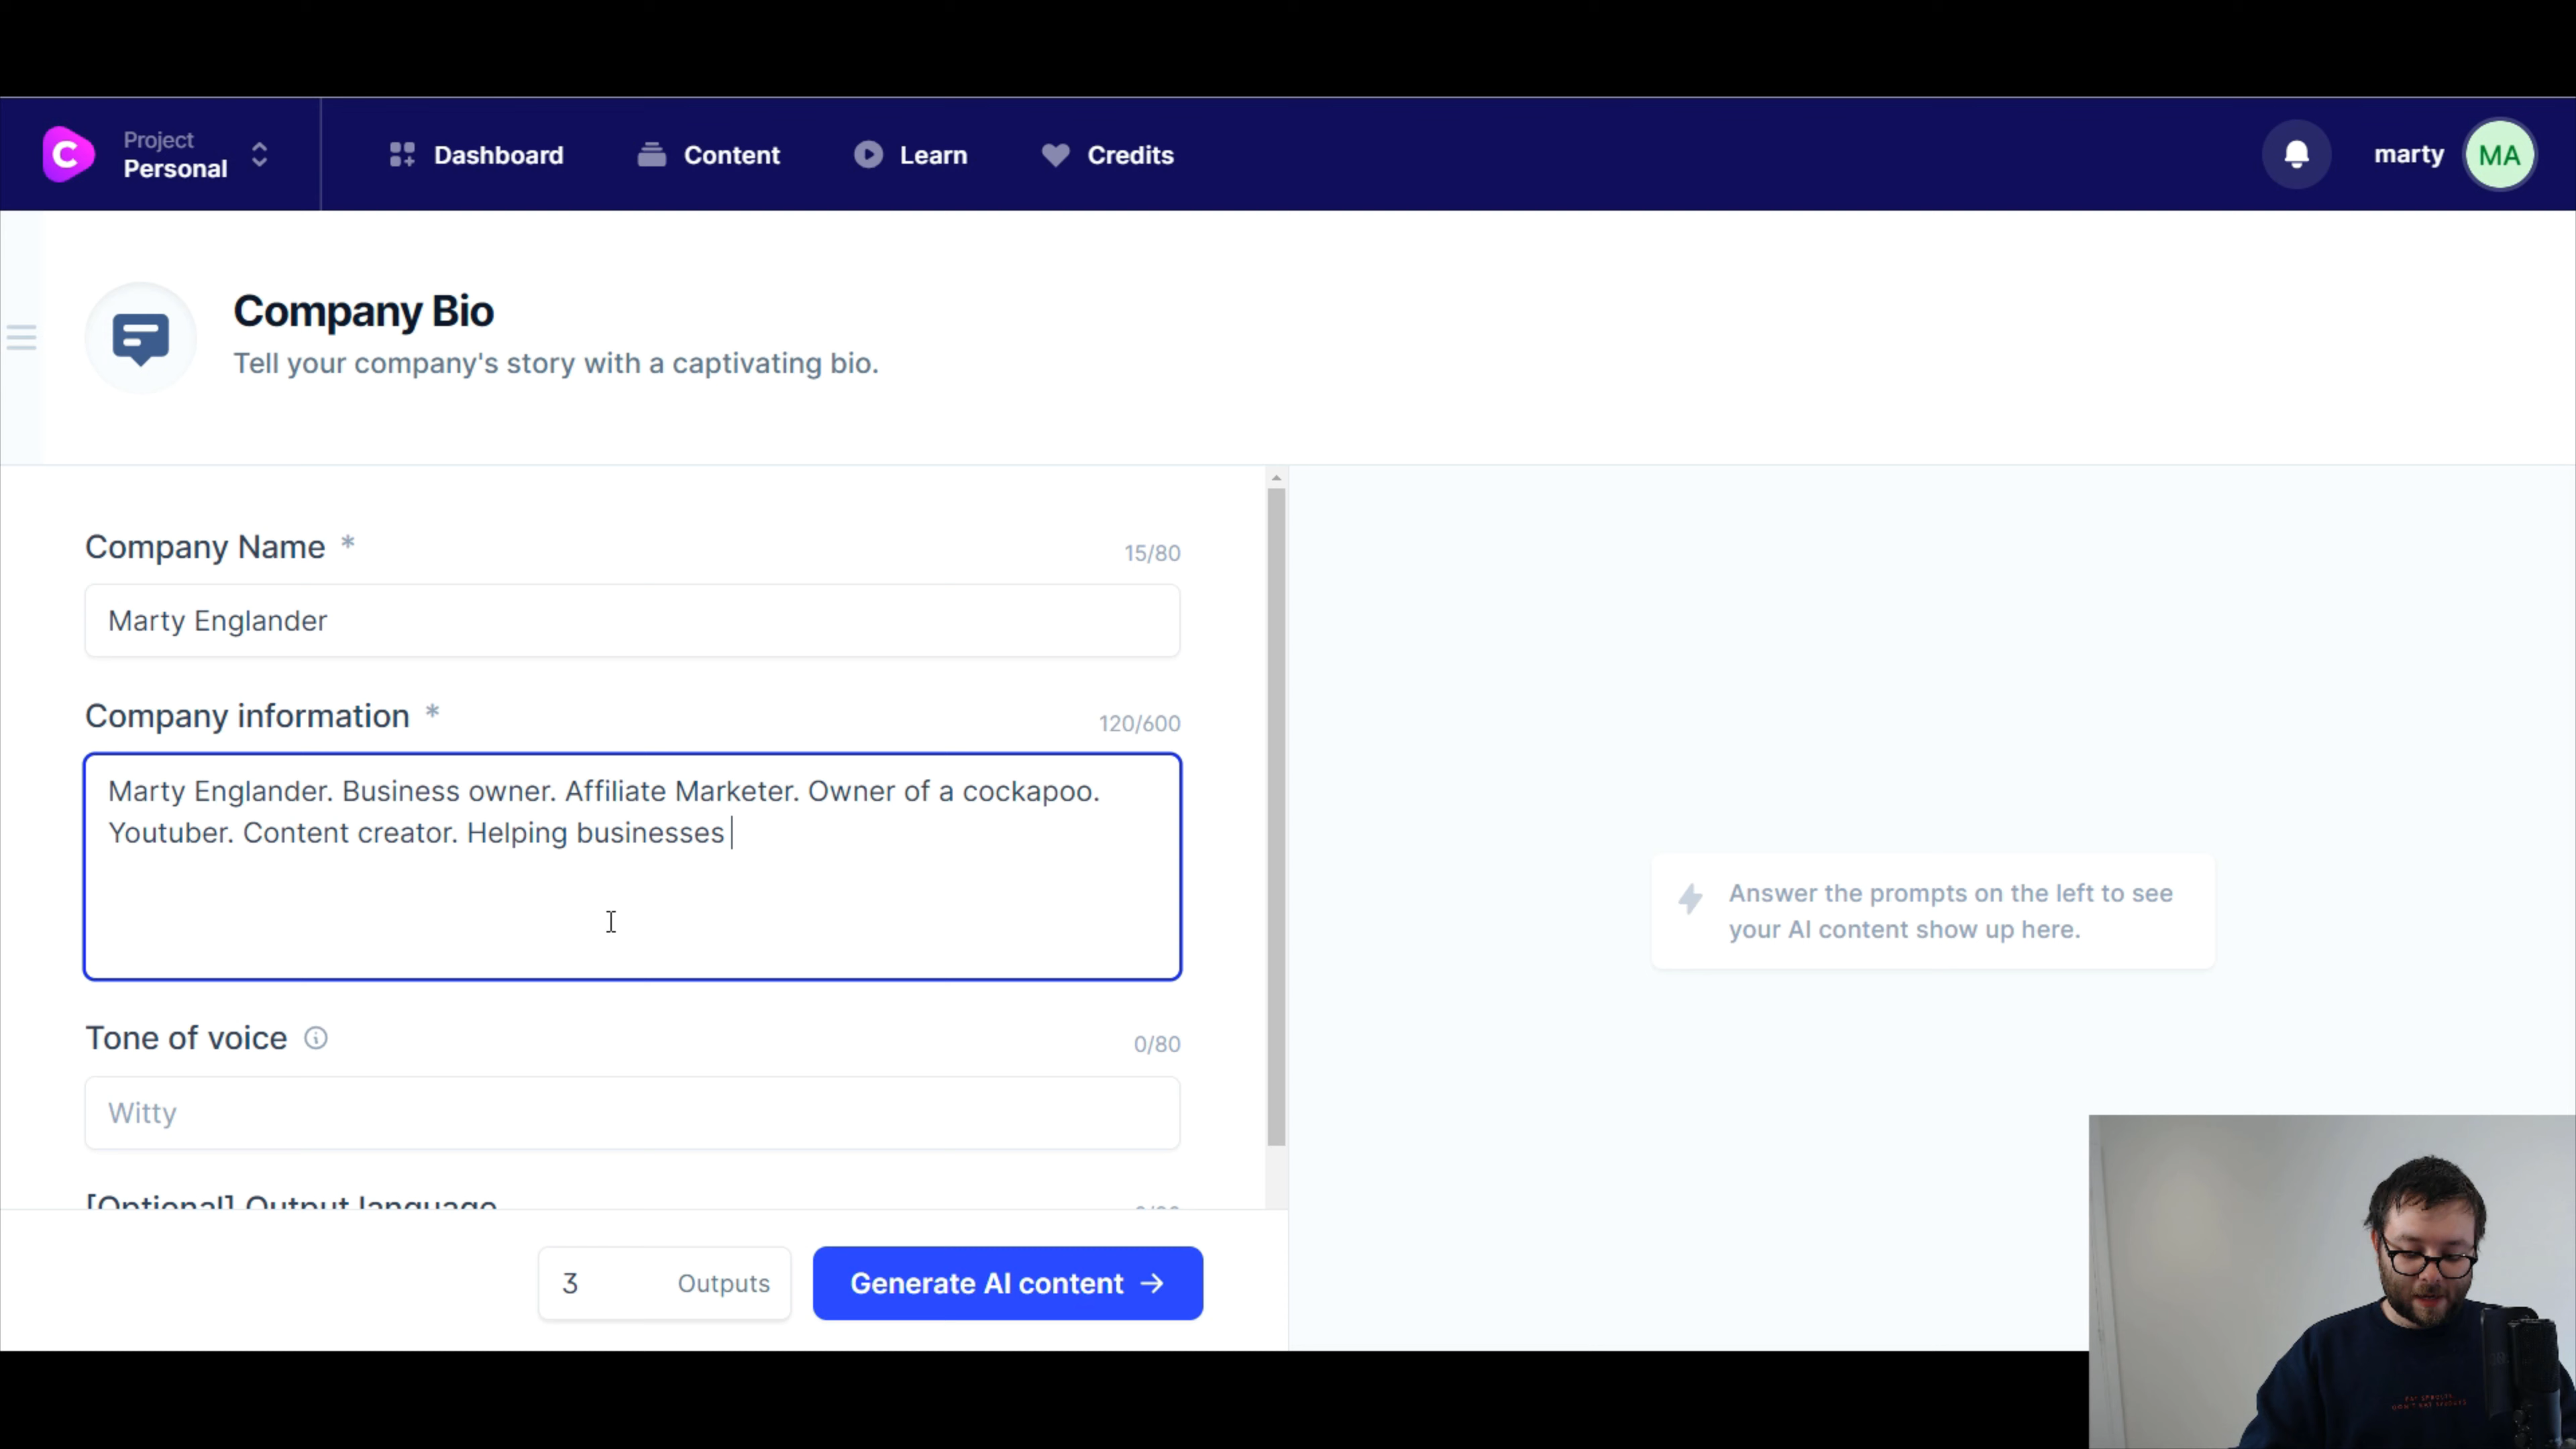 C
Project
Personal
Dashboard
Content
Learn
Credits
marty
MA
Company Bio
Tell your company's story with a captivating bio.
Company Name *
15/80
Marty Englander
Company information *
120/600
Marty Englander. Business owner. Affiliate Marketer. Owner of a cockapoo.
Youtuber. Content creator. Helping businesses
Answer the prompts on the left to see
your AI content show up here.
Tone of voice
0/80
Witty
[Optional] Output language
3 Outputs
Generate AI content →